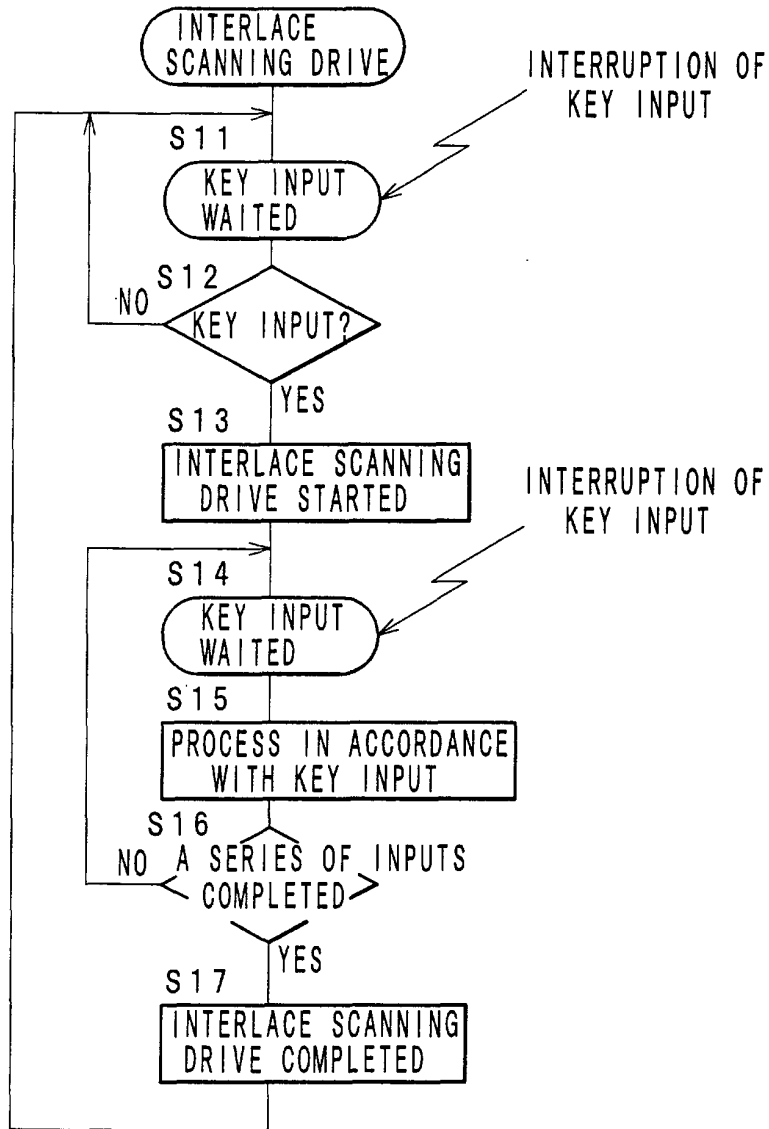 INTERLACE
SCANNING DRIVE
INTERRUPTION OF
KEY INPUT
S11
KEY INPUT
WAITED
S12
NO
KEY INPUT?
YES
S13
INTERLACE SCANNING
DRIVE STARTED
INTERRUPTION OF
KEY INPUT
S14
KEY INPUT
WAITED
S15
PROCESS IN ACCORDANCE
WITH KEY INPUT
S16
NO
A SERIES OF INPUTS
COMPLETED
YES
S17
INTERLACE SCANNING
DRIVE COMPLETED